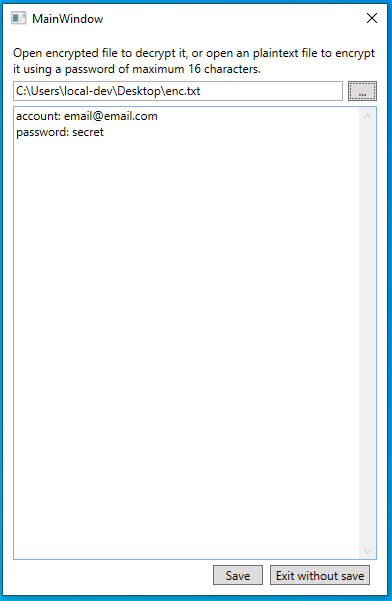 MainWindow
Open encrypted file to decrypt it, or open an plaintext file to encrypt
it using a password of maximum 16 characters.
C:\Users\local-dev\Desktop\enc.txt
...
account: email@email.com
password: secret
Save
Exit without save